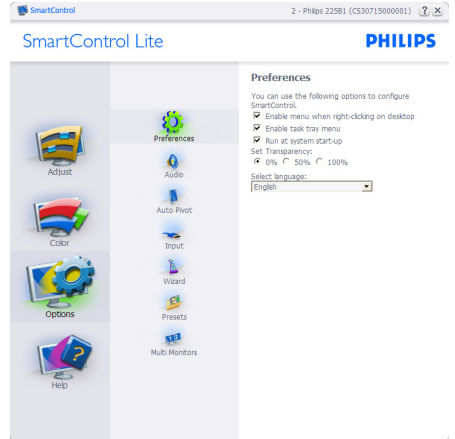 SmartControl
2 - Philips 225B1 (CS30715000001)
SmartControl Lite
PHILIPS
Adjust
Color
Options
Help
Preferences
Audio
Auto Pivot
Input
Wizard
Presets
Multi Monitors
Preferences
You can use the following options to configure
SmartControl.
Enable menu when right-clicking on desktop
Enable task tray menu
Run at system start-up
Set Transparency:
0% 50% 100%
Select language:
English